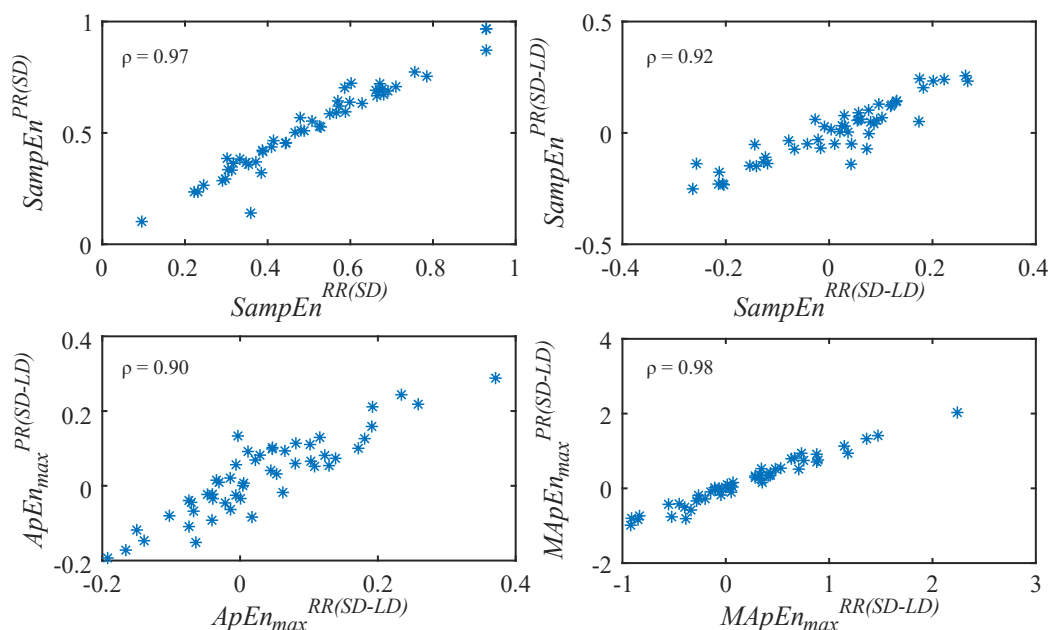 1
0.5
0
0 0.2 0.4 0.6 0.8 1
ρ = 0.97
SampEn^PR(SD)
SampEn^RR(SD)
0.5
0
-0.5
-0.4 -0.2 0 0.2 0.4
ρ = 0.92
SampEn^PR(SD-LD)
SampEn^RR(SD-LD)
0.4
0.2
0
-0.2
-0.2 0 0.2 0.4
ρ = 0.90
ApEn_max^PR(SD-LD)
ApEn_max^RR(SD-LD)
4
2
0
-2
-1 0 1 2 3
ρ = 0.98
MApEn_max^PR(SD-LD)
MApEn_max^RR(SD-LD)